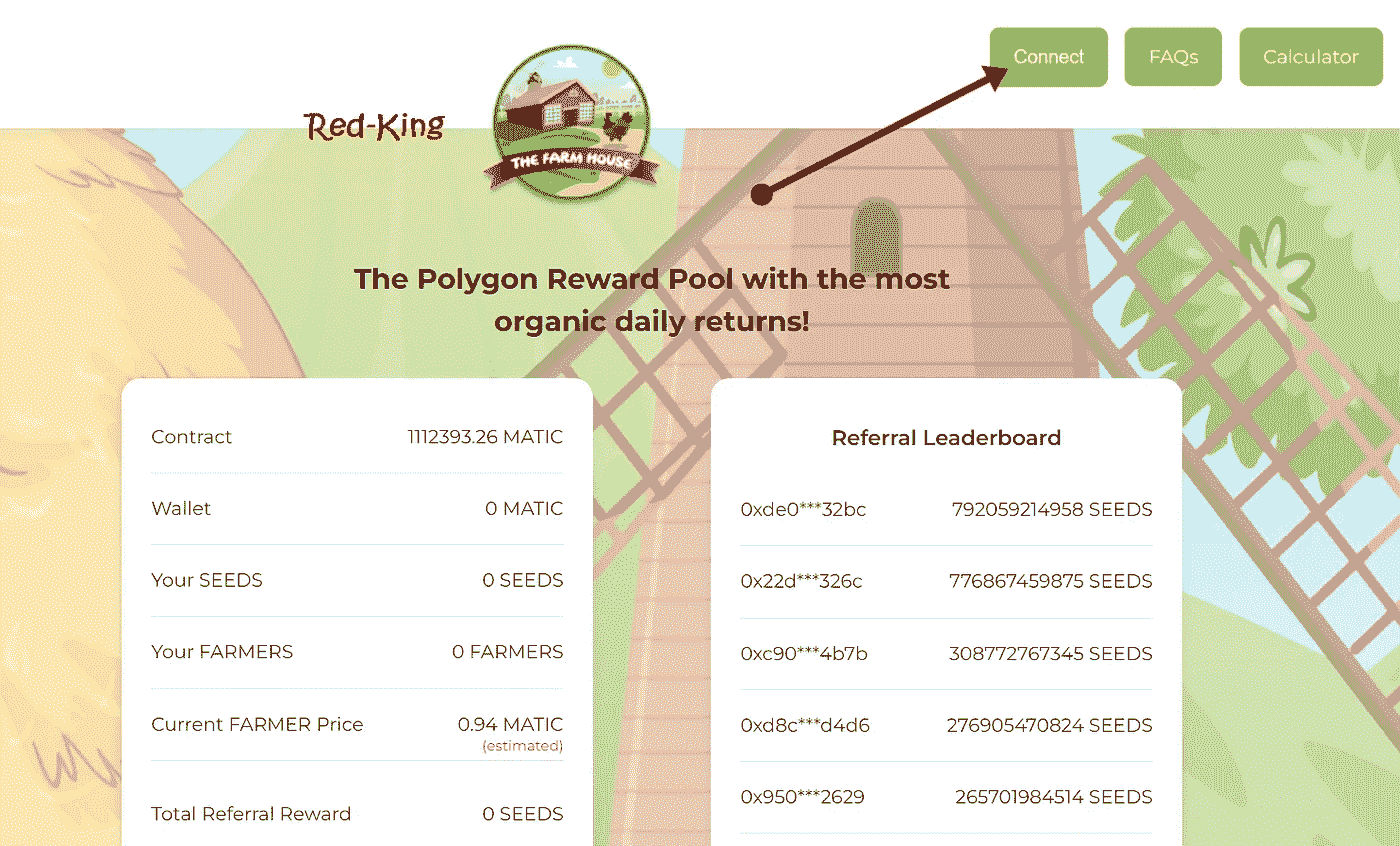 Connect
FAQs
Calculator
Red-King
THE FARM HOUSE
The Polygon Reward Pool with the most
organic daily returns!
Contract 1112393.26 MATIC
Wallet 0 MATIC
Your SEEDS 0 SEEDS
Your FARMERS 0 FARMERS
Current FARMER Price 0.94 MATIC
(estimated)
Total Referral Reward 0 SEEDS
Referral Leaderboard
0xde0***32bc 792059214958 SEEDS
0x22d***326c 776867459875 SEEDS
0xc90***4b7b 308772767345 SEEDS
0xd8c***d4d6 276905470824 SEEDS
0x950***2629 265701984514 SEEDS